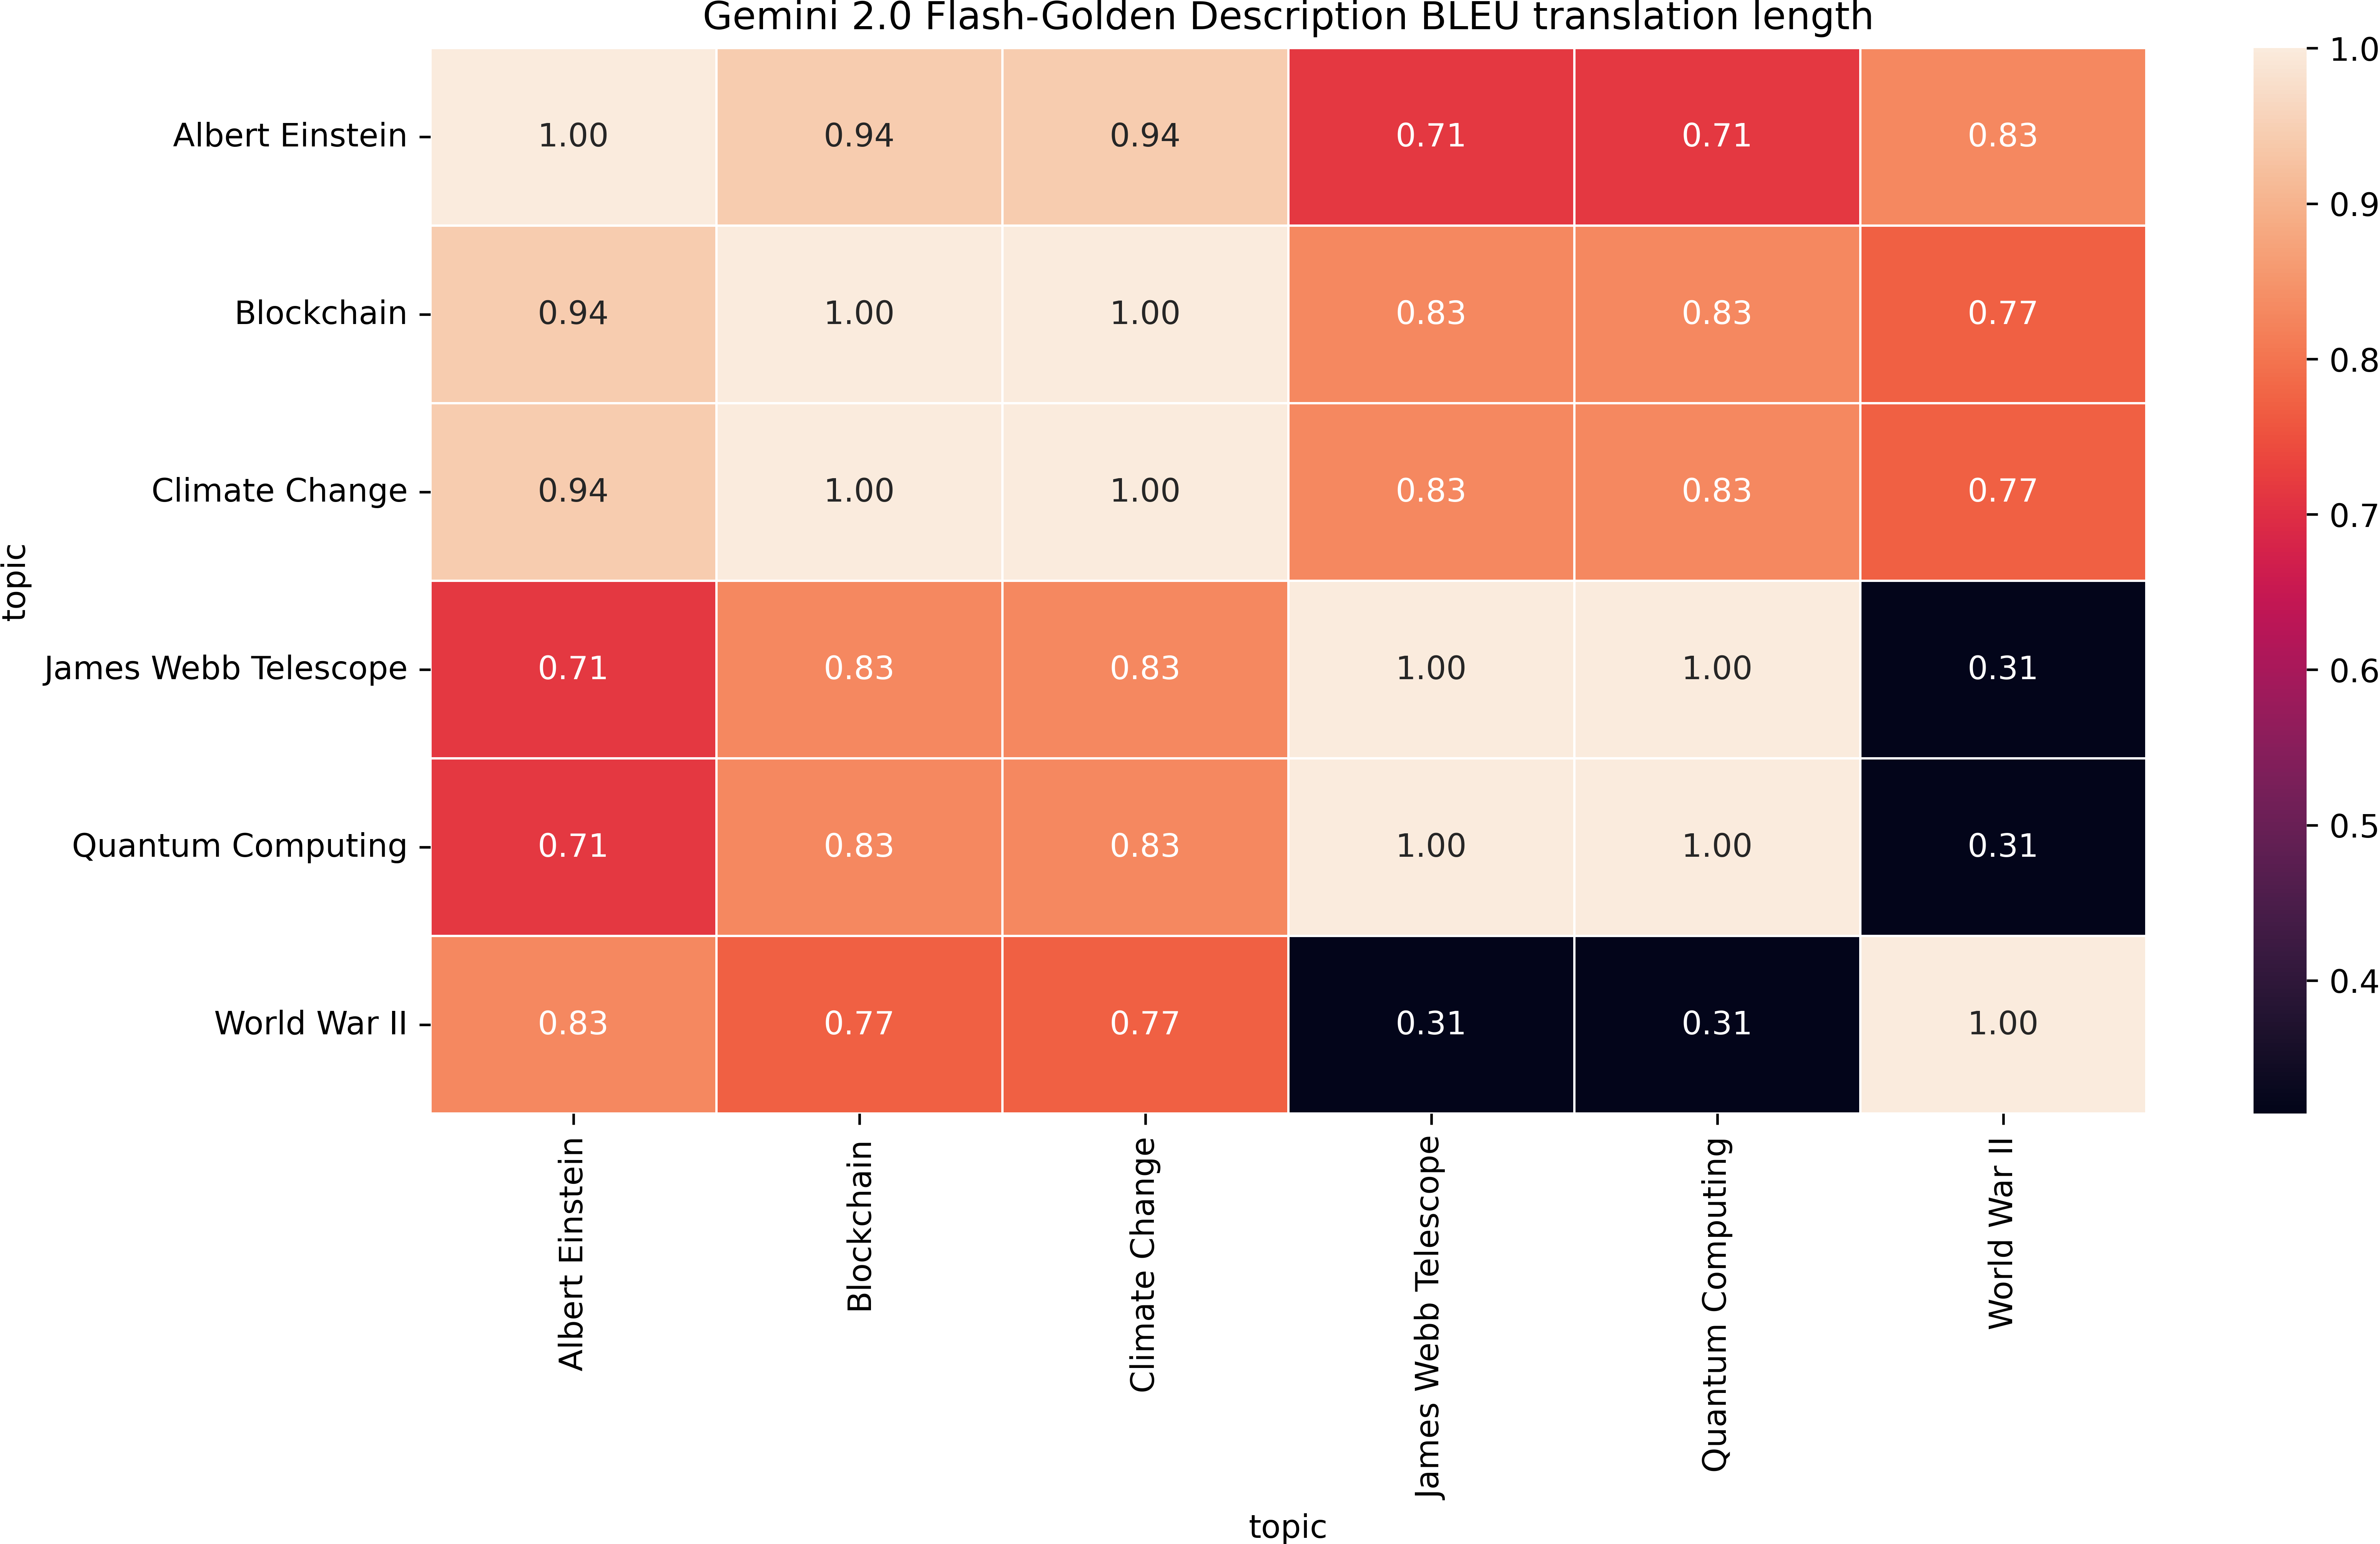 Gemini 2.0 Flash-Golden Description BLEU translation length
Albert Einstein 1.00 0.94 0.94 0.71 0.71 0.83
Blockchain 0.94 1.00 1.00 0.83 0.83 0.77
Climate Change 0.94 1.00 1.00 0.83 0.83 0.77
James Webb Telescope 0.71 0.83 0.83 1.00 1.00 0.31
Quantum Computing 0.71 0.83 0.83 1.00 1.00 0.31
World War II 0.83 0.77 0.77 0.31 0.31 1.00
topic
Albert Einstein
Blockchain
Climate Change
James Webb Telescope
Quantum Computing
World War II
topic
1.0
0.9
0.8
0.7
0.6
0.5
0.4